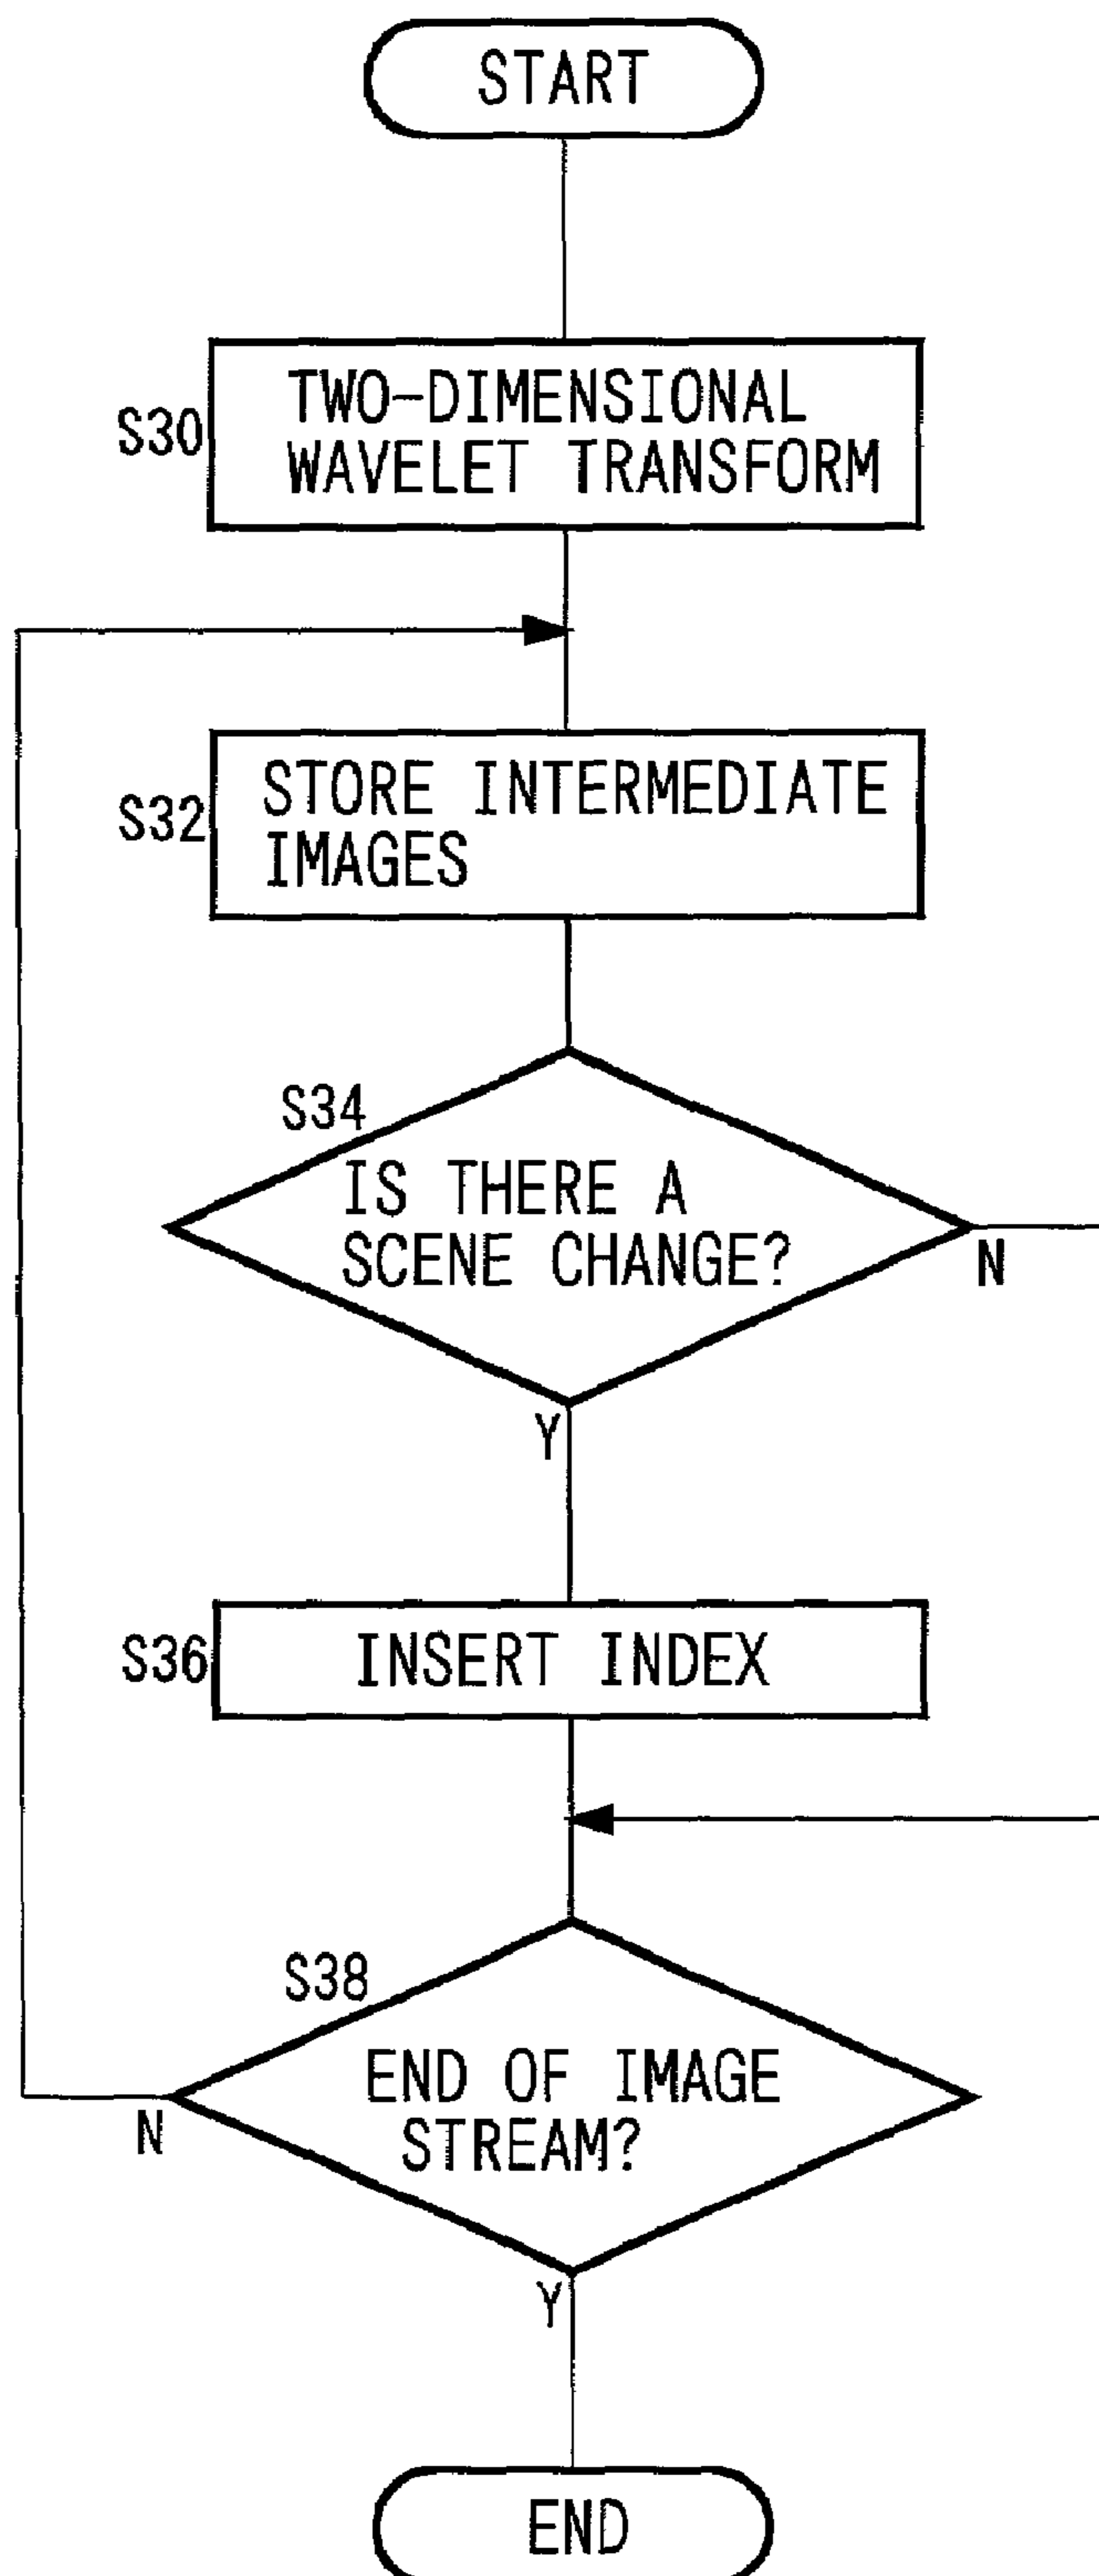 START
S30
TWO-DIMENSIONAL
WAVELET TRANSFORM
S32
STORE INTERMEDIATE
IMAGES
S34
IS THERE A
SCENE CHANGE?
N
Y
S36
INSERT INDEX
S38
END OF IMAGE
STREAM?
N
Y
END